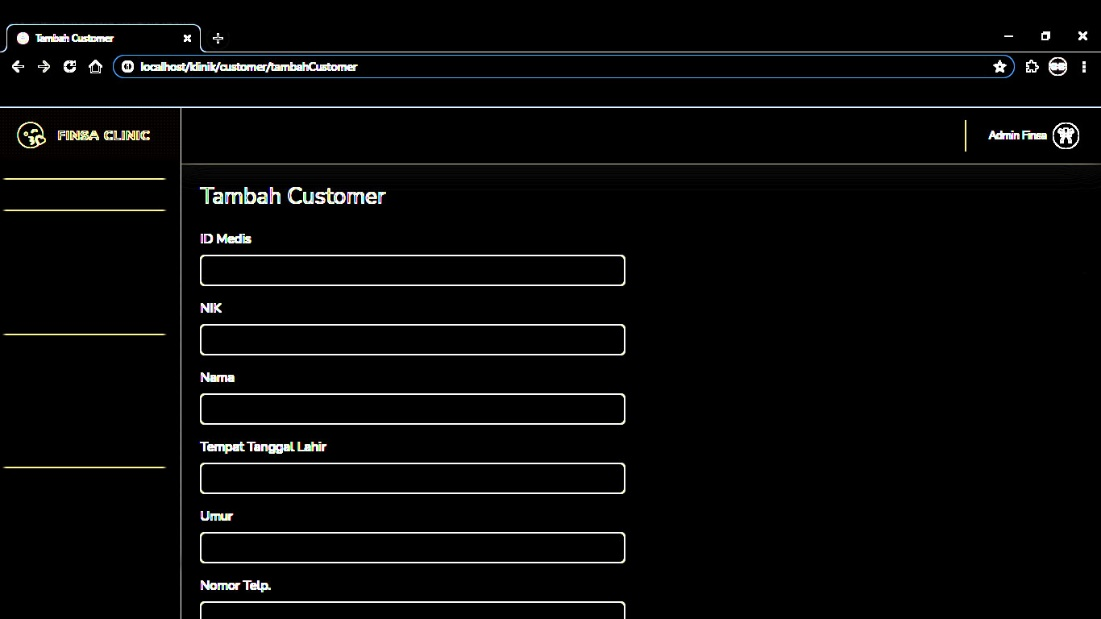 Tambah Customer
localhost/klinik/customer/tambahCustomer
FINSA CLINIC
Admin Finsa
Tambah Customer
ID Medis
NIK
Nama
Tempat Tanggal Lahir
Umur
Nomor Telp.